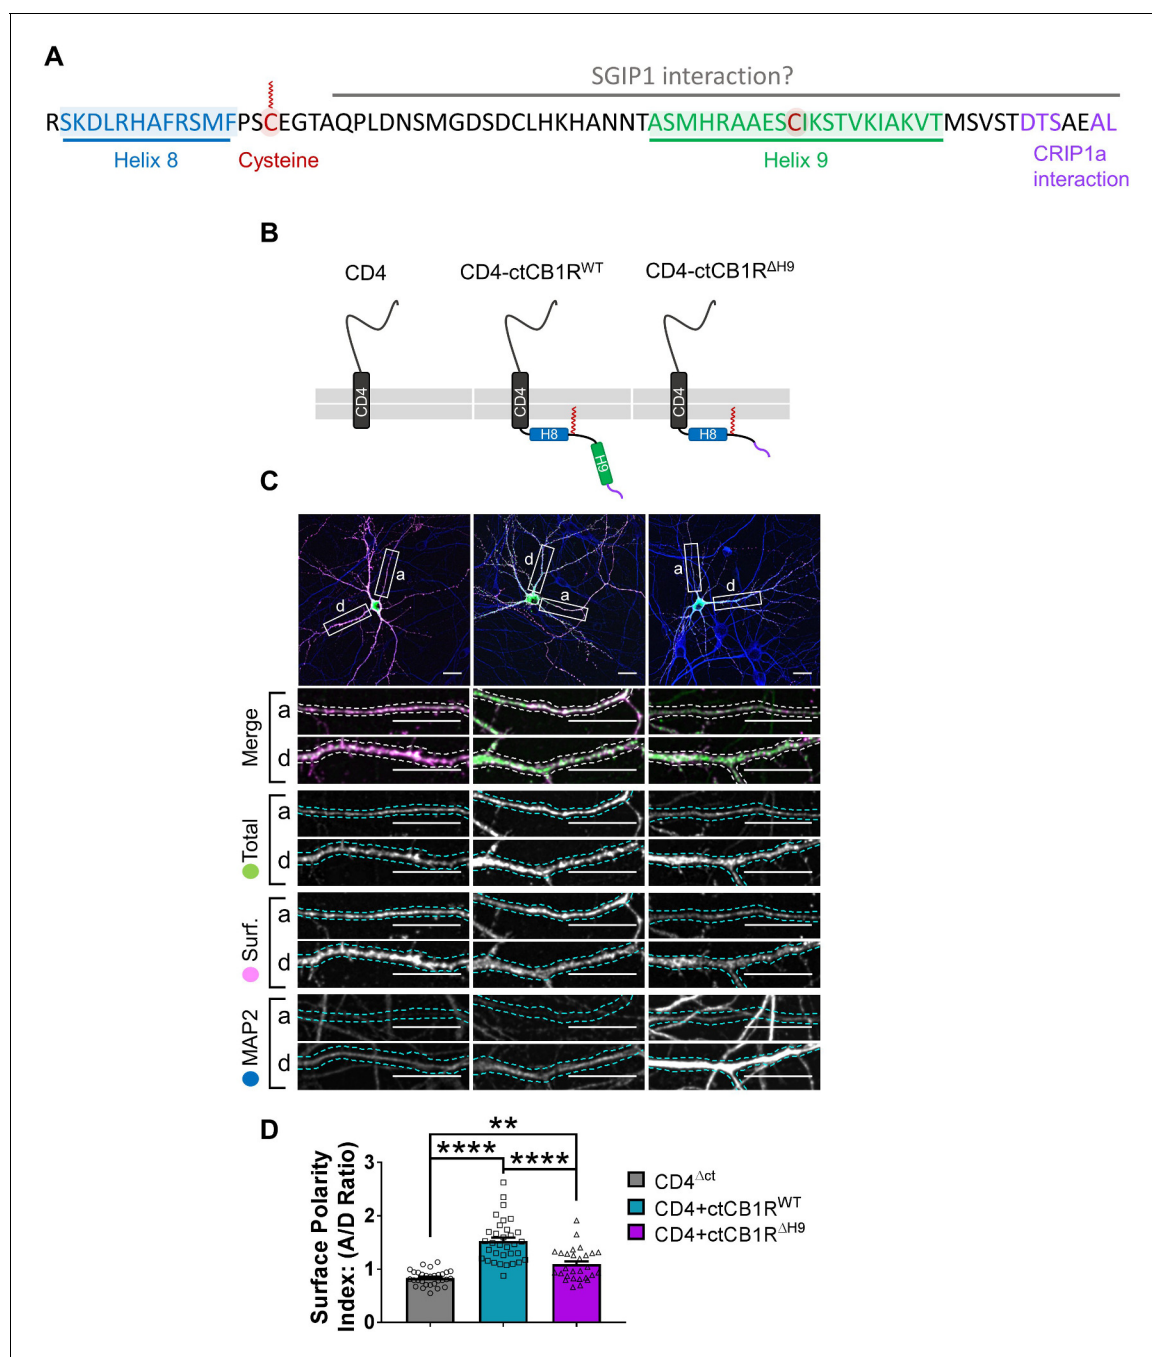 A
SGIP1 interaction?
RSKDLRHAFRSMFPSCEGTAQPLDNSMGDSDCLHKHANNTASMHRAAESCIKSTVKIAKVTMSVSTDTSAEAL
Helix 8
Cysteine
Helix 9
CRIP1a
interaction
B
CD4
CD4-ctCB1R^WT
CD4-ctCB1R^ΔH9
CD4
CD4
CD4
H8
H9
H8
C
a
d
d
a
a
d
Merge
a
d
Total
a
d
Surf.
a
d
MAP2
a
d
D
**
****
****
Surface Polarity
Index: (A/D Ratio)
3
2
1
0
CD4^Δct
CD4+ctCB1R^WT
CD4+ctCB1R^ΔH9